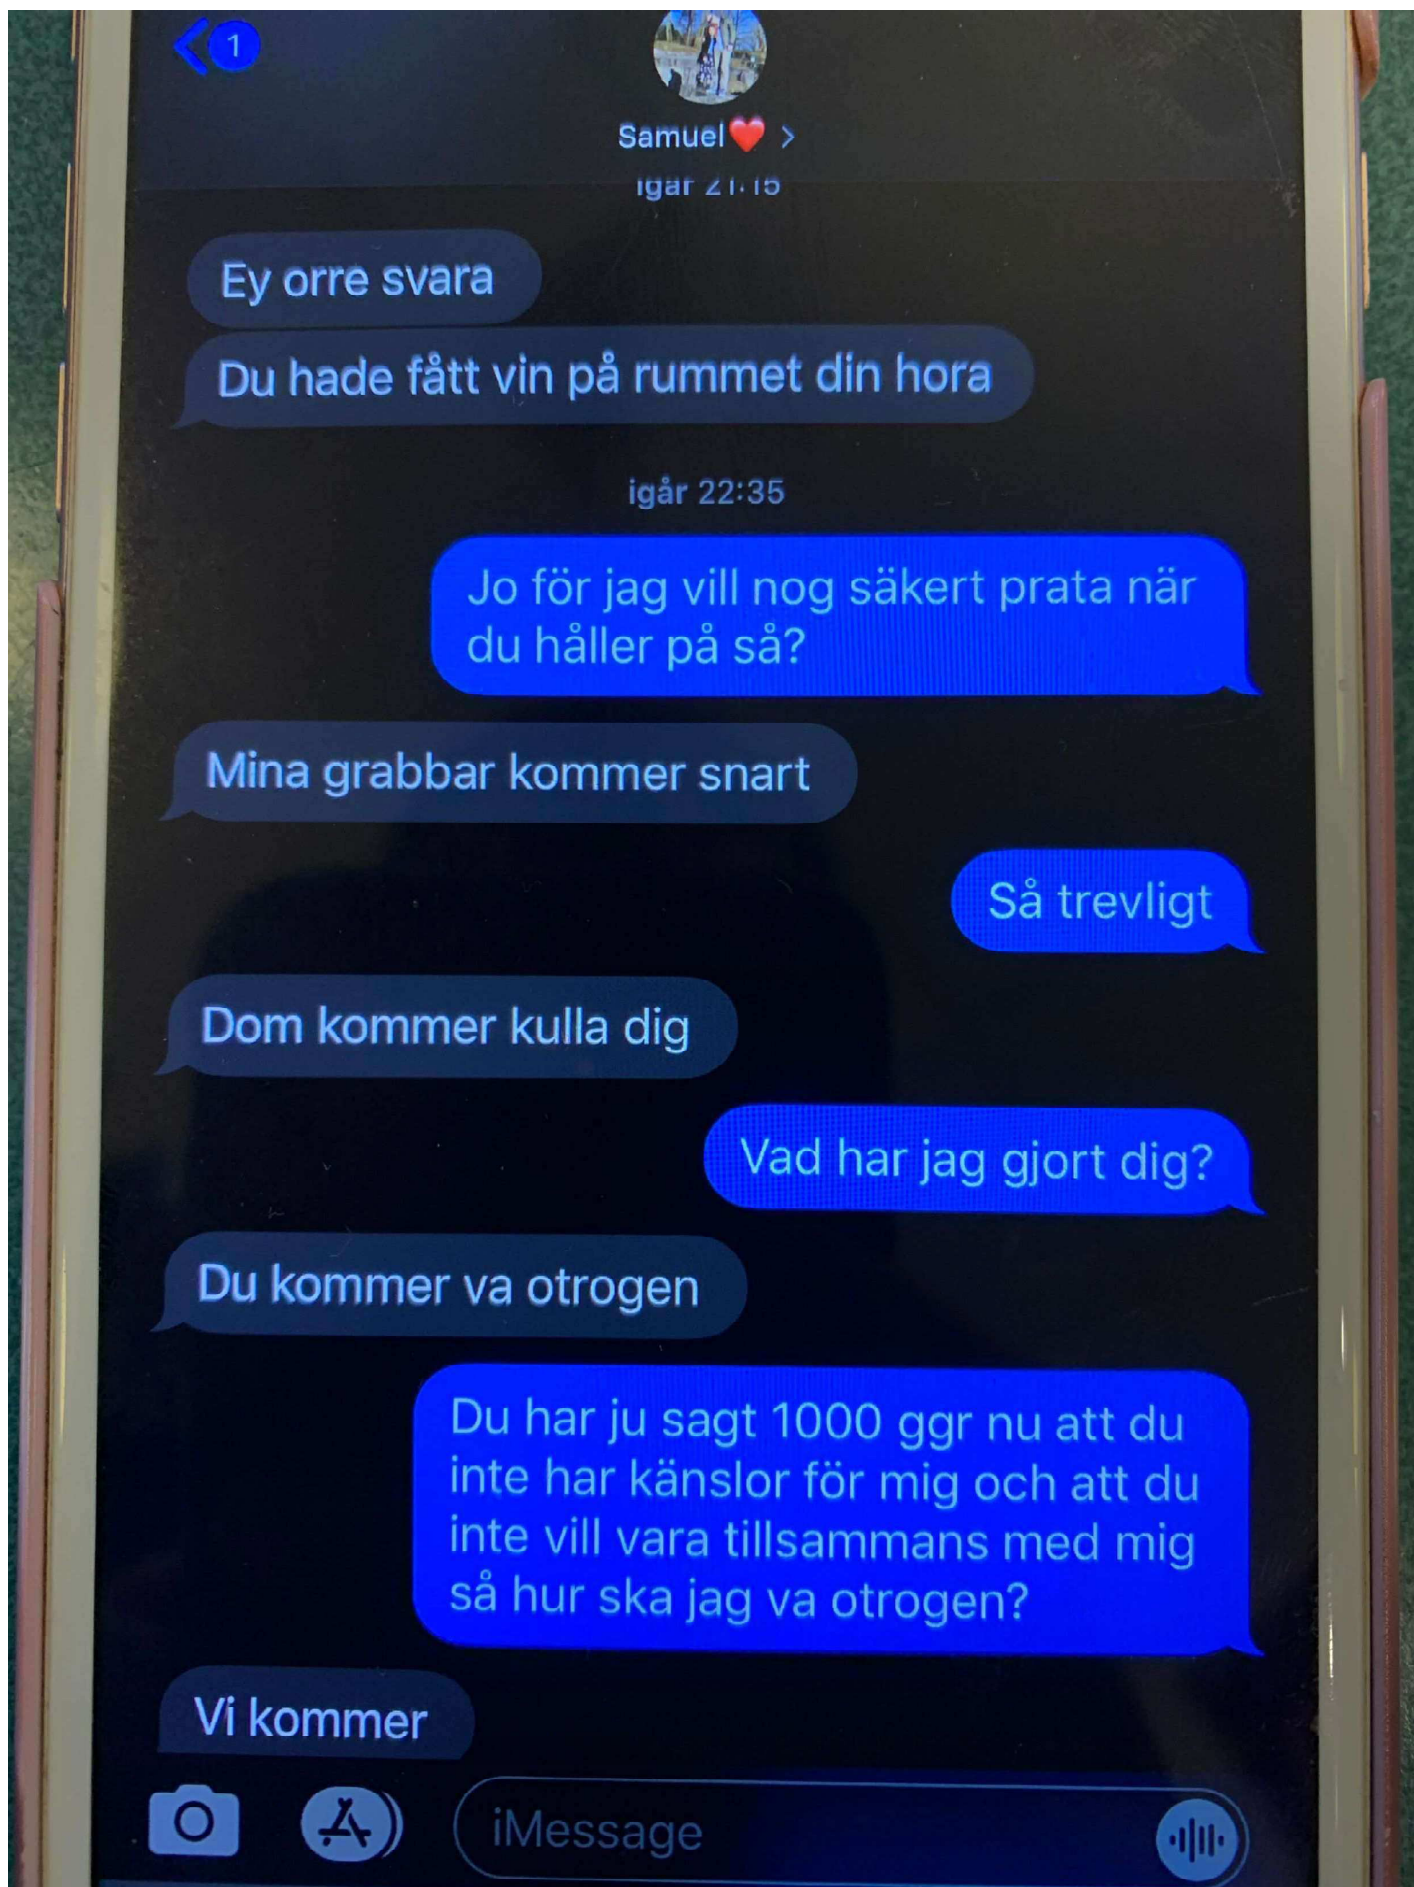 1
Samuel❤️ >
igår 21:15
Ey orre svara
Du hade fått vin på rummet din hora
igår 22:35
Jo för jag vill nog säkert prata när
du håller på så?
Mina grabbar kommer snart
Så trevligt
Dom kommer kulla dig
Vad har jag gjort dig?
Du kommer va otrogen
Du har ju sagt 1000 ggr nu att du
inte har känslor för mig och att du
inte vill vara tillsammans med mig
så hur ska jag va otrogen?
Vi kommer
iMessage